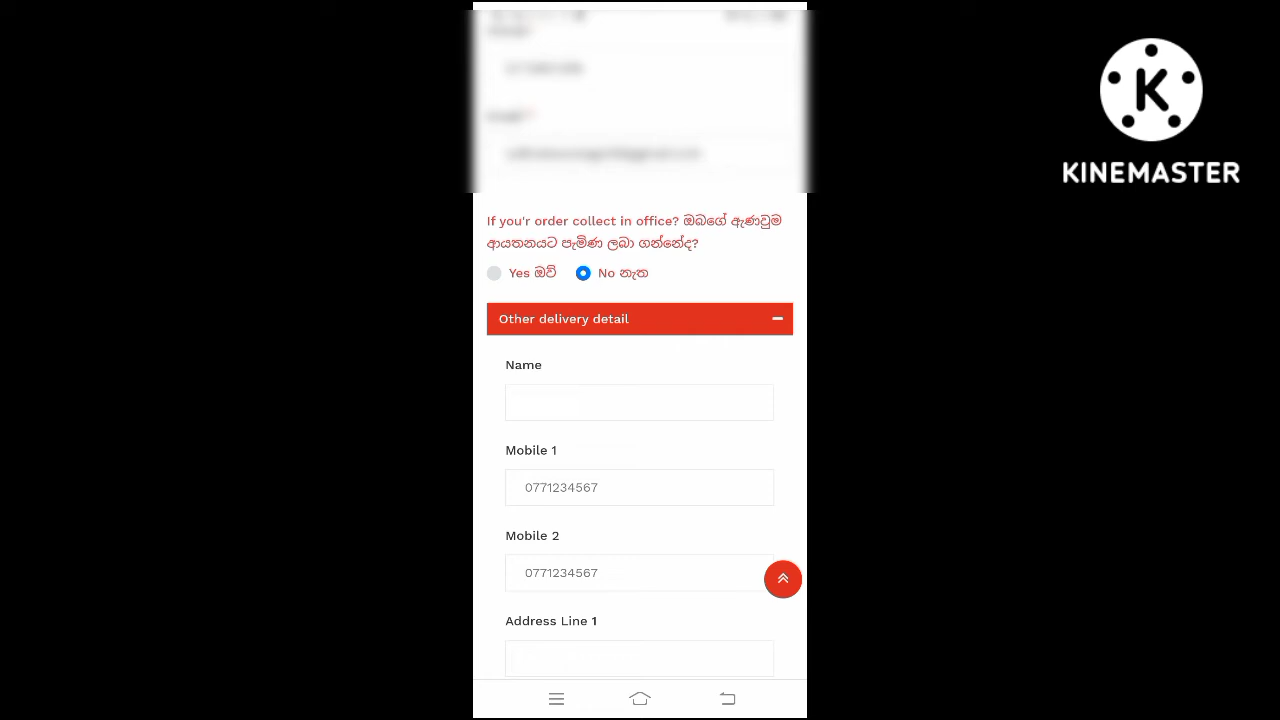 If you'r order collect in office? ඔබගේ ඇණවුම
ආයතනයට පැමිණ ලබා ගන්නේද?
Yes ඔව් No නැත
Other delivery detail
Name
Mobile 1
0771234567
Mobile 2
0771234567
Address Line 1
K
KINEMASTER